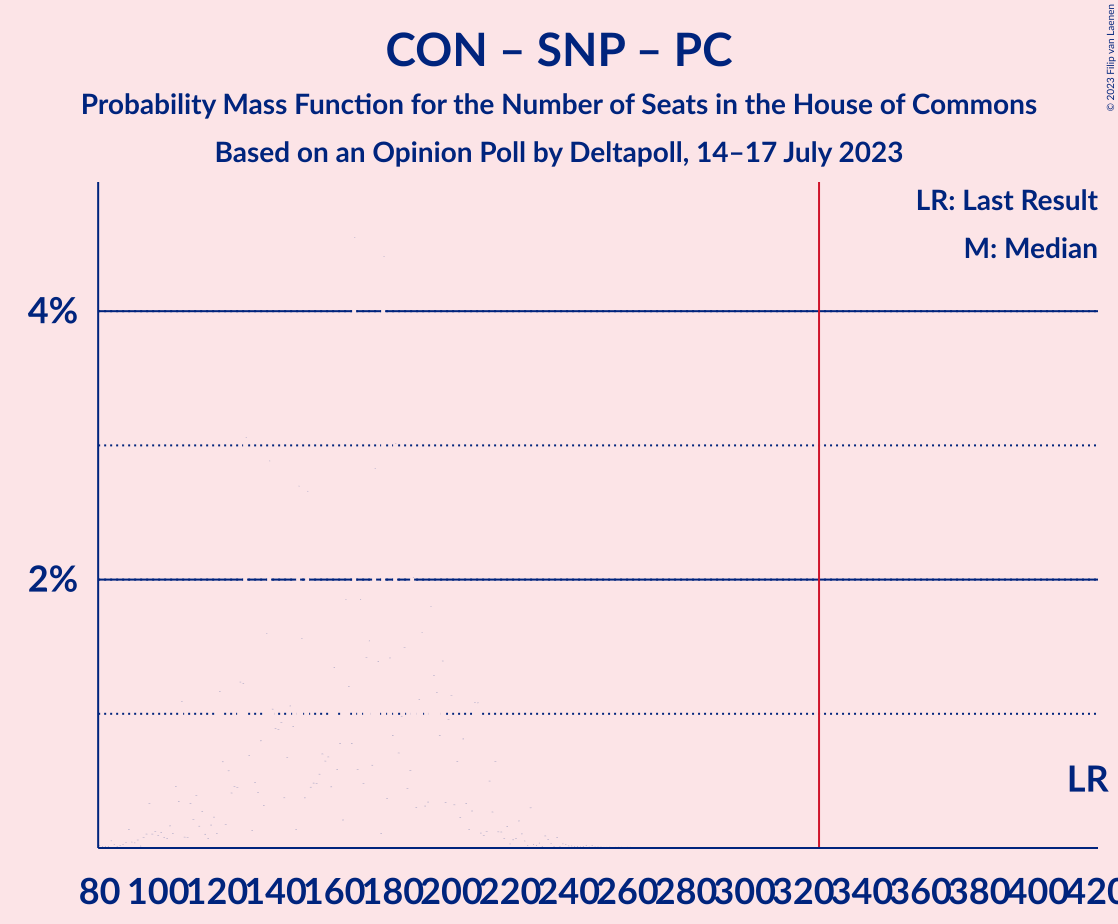 CON – SNP – PC
Probability Mass Function for the Number of Seats in the House of Commons
Based on an Opinion Poll by Deltapoll, 14–17 July 2023
© 2023 Filip van Laenen
LR: Last Result
M: Median
4%
2%
LR
80 100 120 140 160 180 200 220 240 260 280 300 320 340 360 380 400 420